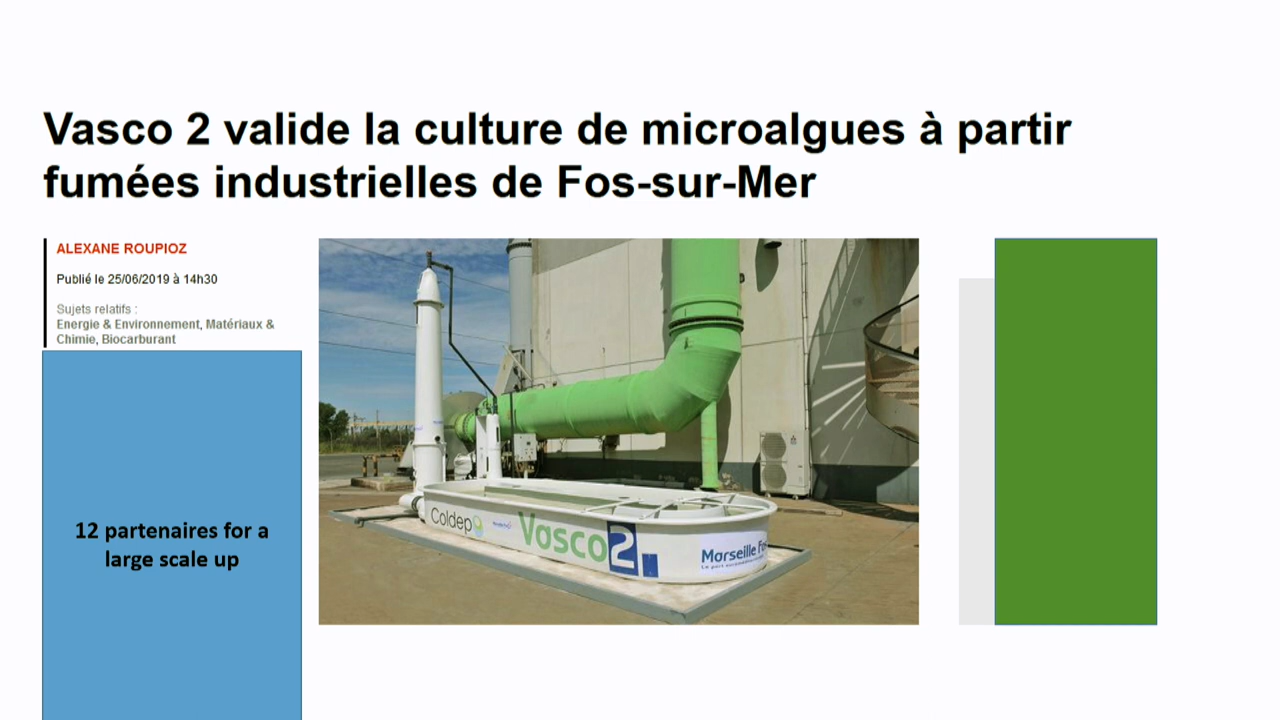 Vasco 2 valide la culture de microalgues à partir
fumées industrielles de Fos-sur-Mer
ALEXANE ROUPIOZ
Publié le 25/06/2019 à 14h30
Sujets relatifs :
Energie & Environnement, Matériaux &
Chimie, Biocarburant
12 partenaires for a
large scale up
Coldep
Vasco2
Marseille Fos